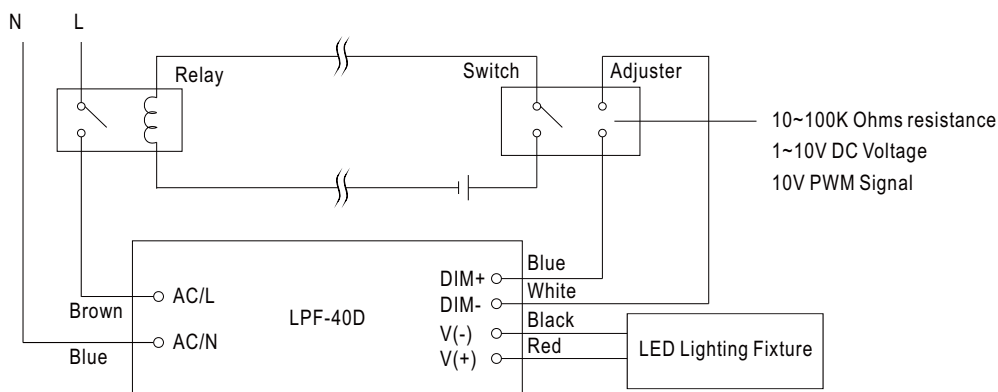 N
L
Relay
Switch
Adjuster
10~100K Ohms resistance
1~10V DC Voltage
10V PWM Signal
Brown
Blue
AC/L
AC/N
LPF-40D
DIM+
DIM-
V(-)
V(+)
Blue
White
Black
Red
LED Lighting Fixture